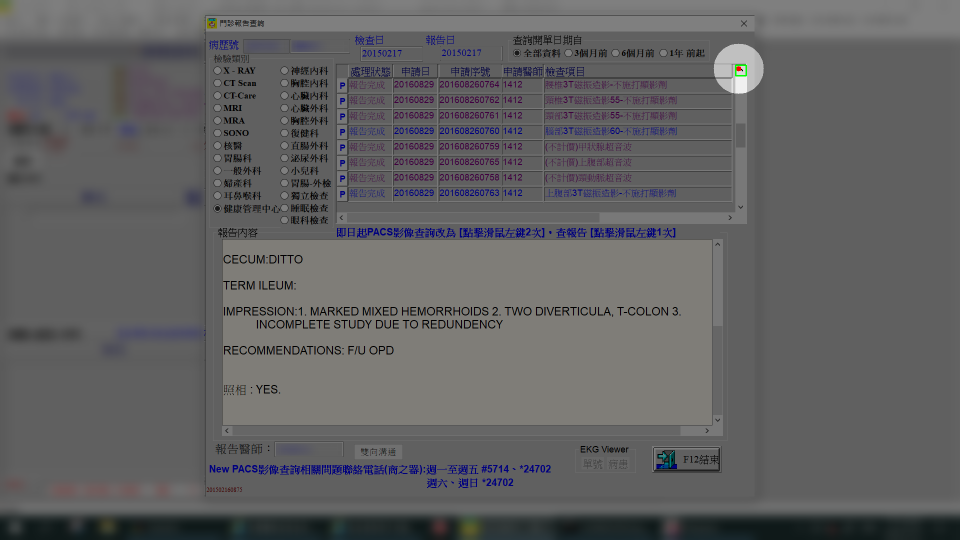 門診報告查詢
病歷號
檢查日 報告日
20150217 20150217
查詢開單日期自
全部資料 3個月前 6個月前 1年 前起
檢驗類別
X - RAY 神經內科
CT Scan 胸腔內科
CT-Care 心臟內科
MRI 心臟外科
MRA 胸腔外科
SONO 復健科
核醫 直腸外科
胃腸科 泌尿外科
一般外科 小兒科
婦產科 胃腸-外檢
耳鼻喉科 獨立檢查
健康管理中心 睡眠檢查
眼科檢查
處理狀態 申請日 申請序號 申請醫師 檢查項目
P 報告完成 20160829 201608260764 1412 腰椎3T磁振造影-不施打顯影劑
P 報告完成 20160829 201608260762 1412 頸椎3T磁振造影55-不施打顯影劑
P 報告完成 20160829 201608260761 1412 頸部3T磁振造影55-不施打顯影劑
P 報告完成 20160829 201608260760 1412 腦部3T磁振造影60-不施打顯影劑
P 報告完成 20160829 201608260759 1412 (不計價)甲狀腺超音波
P 報告完成 20160829 201608260765 1412 (不計價)上腹部超音波
P 報告完成 20160829 201608260758 1412 (不計價)頸動脈超音波
P 報告完成 20160829 201608260763 1412 上腹部3T磁振造影-不施打顯影劑
即日起PACS影像查詢改為 [點擊滑鼠左鍵2次]，查報告 [點擊滑鼠左鍵1次]
報告內容
CECUM:DITTO
TERM ILEUM:
IMPRESSION:1. MARKED MIXED HEMORRHOIDS 2. TWO DIVERTICULA, T-COLON 3.
INCOMPLETE STUDY DUE TO REDUNDENCY
RECOMMENDATIONS: F/U OPD
照相 : YES.
報告醫師：
雙向溝通
EKG Viewer
單號 病患
F12結束
New PACS影像查詢相關問題聯絡電話(商之器):週一至週五 #5714、*24702
週六、週日 *24702
201502160875